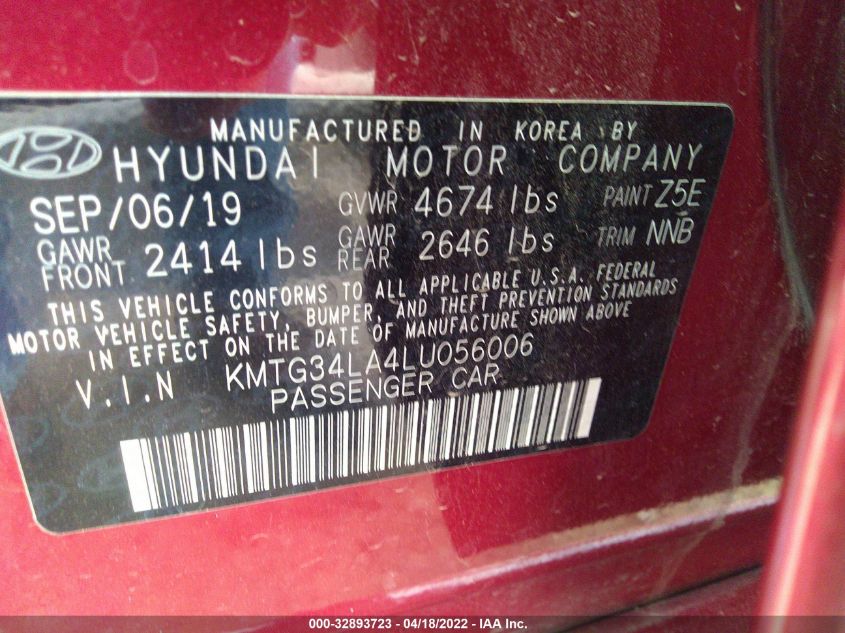 MANUFACTURED IN KOREA BY
HYUNDAI MOTOR COMPANY
SEP/06/19 GVWR 4674 lbs PAINT Z5E
GAWR FRONT 2414 lbs GAWR REAR 2646 lbs TRIM NNB
THIS VEHICLE CONFORMS TO ALL APPLICABLE U.S.A. FEDERAL
MOTOR VEHICLE SAFETY, BUMPER, AND THEFT PREVENTION STANDARDS
IN EFFECT ON THE DATE OF MANUFACTURE SHOWN ABOVE
V.I.N KMTG34LA4LU056006
PASSENGER CAR
000-32893723 - 04/18/2022 - IAA Inc.